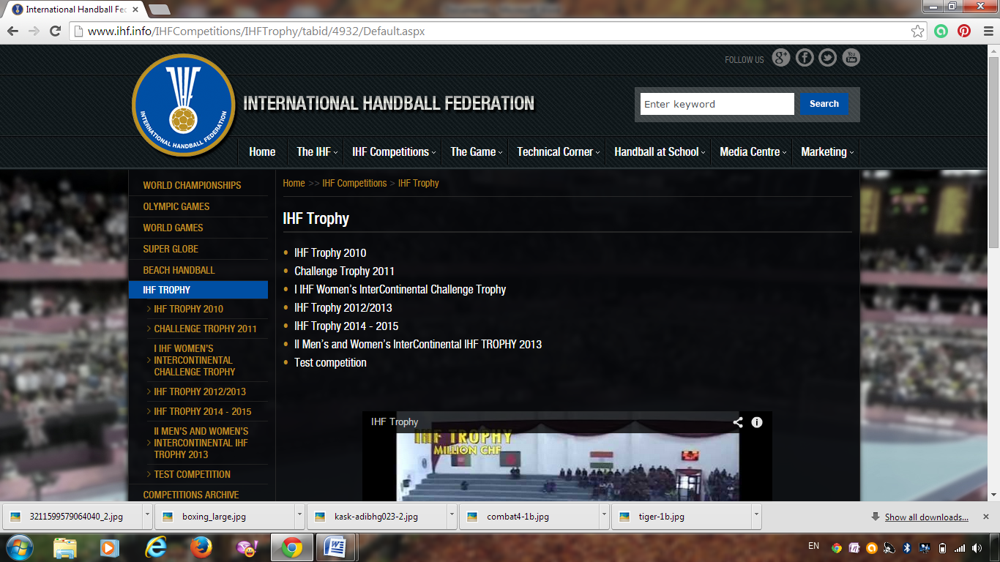 International Handball Fec
www.ihf.info/IHFCompetitions/IHFTrophy/tabid/4932/Default.aspx
FOLLOW US
IHF
INTERNATIONAL HANDBALL FEDERATION
INTERNATIONAL HANDBALL FEDERATION
Enter keyword
Search
Home
The IHF
IHF Competitions
The Game
Technical Corner
Handball at School
Media Centre
Marketing
WORLD CHAMPIONSHIPS
OLYMPIC GAMES
WORLD GAMES
SUPER GLOBE
BEACH HANDBALL
IHF TROPHY
> IHF TROPHY 2010
> CHALLENGE TROPHY 2011
> I IHF WOMEN'S
INTERCONTINENTAL
CHALLENGE TROPHY
> IHF TROPHY 2012/2013
> IHF TROPHY 2014 - 2015
> II MEN'S AND WOMEN'S
INTERCONTINENTAL IHF
TROPHY 2013
> TEST COMPETITION
COMPETITIONS ARCHIVE
Home >> IHF Competitions > IHF Trophy
IHF Trophy
• IHF Trophy 2010
• Challenge Trophy 2011
• I IHF Women's InterContinental Challenge Trophy
• IHF Trophy 2012/2013
• IHF Trophy 2014 - 2015
• II Men's and Women's InterContinental IHF TROPHY 2013
• Test competition
IHF Trophy
IHF TROPHY
MILLION CHF
3211599579064040_2.jpg
boxing_large.jpg
kask-adibhg023-2.jpg
combat4-1b.jpg
tiger-1b.jpg
Show all downloads...
EN